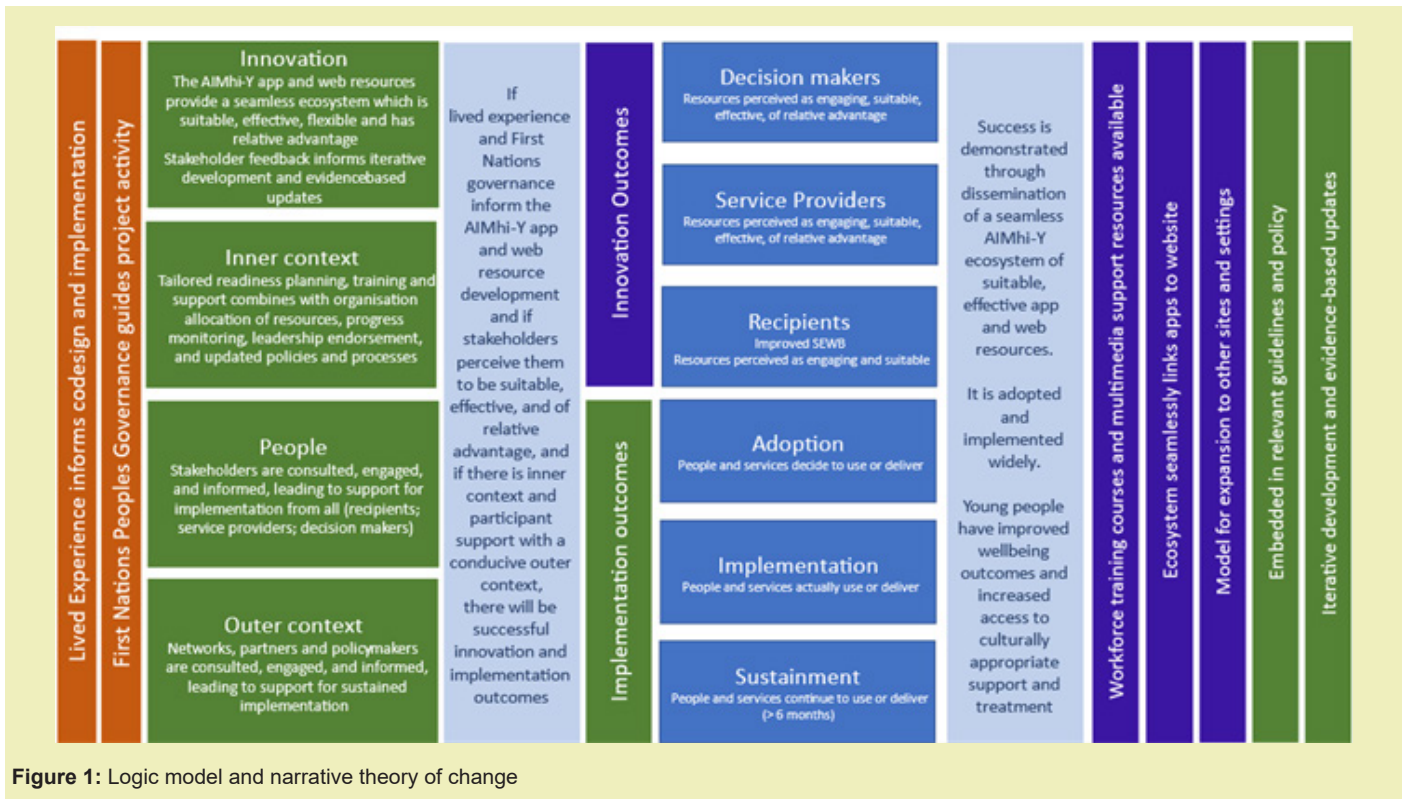 Lived Experience informs codesign and implementation
First Nations Peoples Governance guides project activity
Innovation
The AIMhi-Y app and web resources
provide a seamless ecosystem which is
suitable, effective, flexible and has
relative advantage
Stakeholder feedback informs iterative
development and evidencebased
updates
Inner context
Tailored readiness planning, training and
support combines with organisation
allocation of resources, progress
monitoring, leadership endorsement,
and updated policies and processes
People
Stakeholders are consulted, engaged,
and informed, leading to support for
implementation from all (recipients;
service providers; decision makers)
Outer context
Networks, partners and policymakers
are consulted, engaged, and informed,
leading to support for sustained
implementation
If
lived experience
and First
Nations
governance
inform the
AIMhi-Y app
and web
resource
development
and if
stakeholders
perceive them
to be suitable,
effective, and of
relative
advantage, and
if there is inner
context and
participant
support with a
conducive outer
context,
there will be
successful
innovation and
implementation
outcomes
Innovation Outcomes
Implementation outcomes
Decision makers
Resources perceived as engaging, suitable,
effective, of relative advantage
Service Providers
Resources perceived as engaging, suitable,
effective, of relative advantage
Recipients
Improved SEWB
Resources perceived as engaging and suitable
Adoption
People and services decide to use or deliver
Implementation
People and services actually use or deliver
Sustainment
People and services continue to use or deliver
(> 6 months)
Success is
demonstrated
through
dissemination
of a seamless
AIMhi-Y
ecosystem of
suitable,
effective app
and web
resources.
It is adopted
and
implemented
widely.
Young people
have improved
wellbeing
outcomes and
increased
access to
culturally
appropriate
support and
treatment
Workforce training courses and multimedia support resources available
Ecosystem seamlessly links apps to website
Model for expansion to other sites and settings
Embedded in relevant guidelines and policy
Iterative development and evidence-based updates
Figure 1: Logic model and narrative theory of change